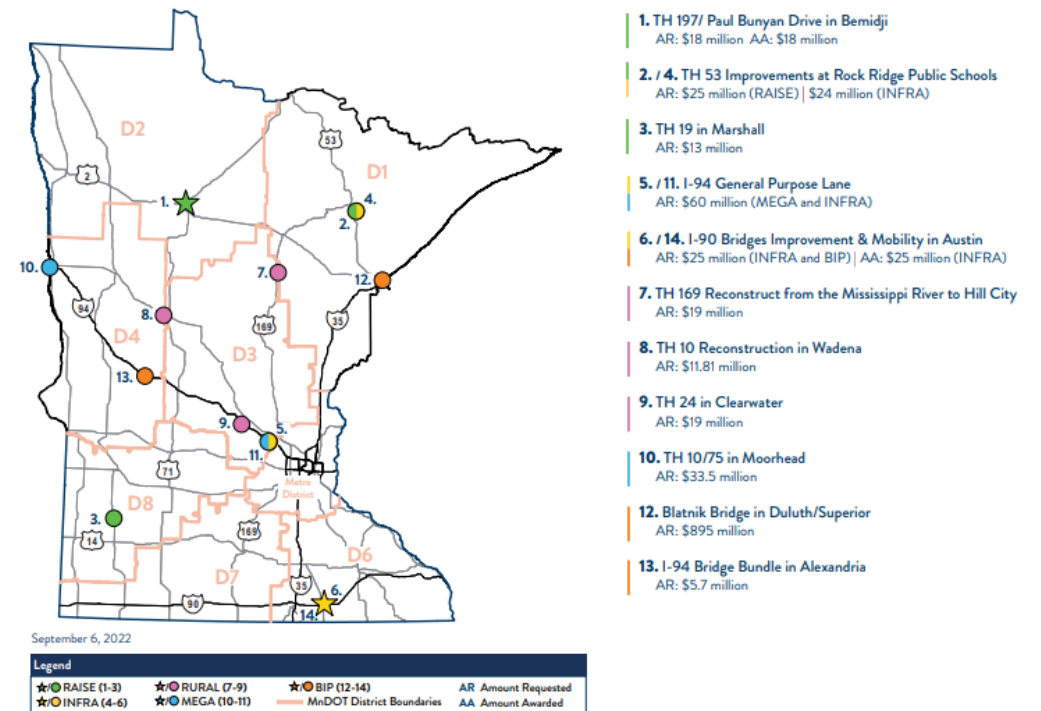 D2
53
2
D1
1.
4.
2.
10.
7.
12.
94
8.
169
35
D4
D3
13.
9.
5.
11.
71
Metro
District
D8
3.
169
14
D6
D7
35
6.
90
14.
September 6, 2022
Legend
RAISE (1-3)
RURAL (7-9)
BIP (12-14)
AR Amount Requested
INFRA (4-6)
MEGA (10-11)
MnDOT District Boundaries
AA Amount Awarded
1. TH 197/ Paul Bunyan Drive in Bemidji
AR: $18 million AA: $18 million
2. / 4. TH 53 Improvements at Rock Ridge Public Schools
AR: $25 million (RAISE) | $24 million (INFRA)
3. TH 19 in Marshall
AR: $13 million
5. / 11. I-94 General Purpose Lane
AR: $60 million (MEGA and INFRA)
6. / 14. I-90 Bridges Improvement & Mobility in Austin
AR: $25 million (INFRA and BIP) | AA: $25 million (INFRA)
7. TH 169 Reconstruct from the Mississippi River to Hill City
AR: $19 million
8. TH 10 Reconstruction in Wadena
AR: $11.81 million
9. TH 24 in Clearwater
AR: $19 million
10. TH 10/75 in Moorhead
AR: $33.5 million
12. Blatnik Bridge in Duluth/Superior
AR: $895 million
13. I-94 Bridge Bundle in Alexandria
AR: $5.7 million